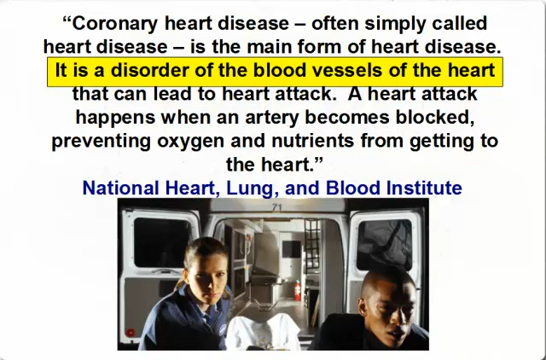 “Coronary heart disease – often simply called
heart disease – is the main form of heart disease.
It is a disorder of the blood vessels of the heart
that can lead to heart attack.  A heart attack
happens when an artery becomes blocked,
preventing oxygen and nutrients from getting to
the heart.”
National Heart, Lung, and Blood Institute
71